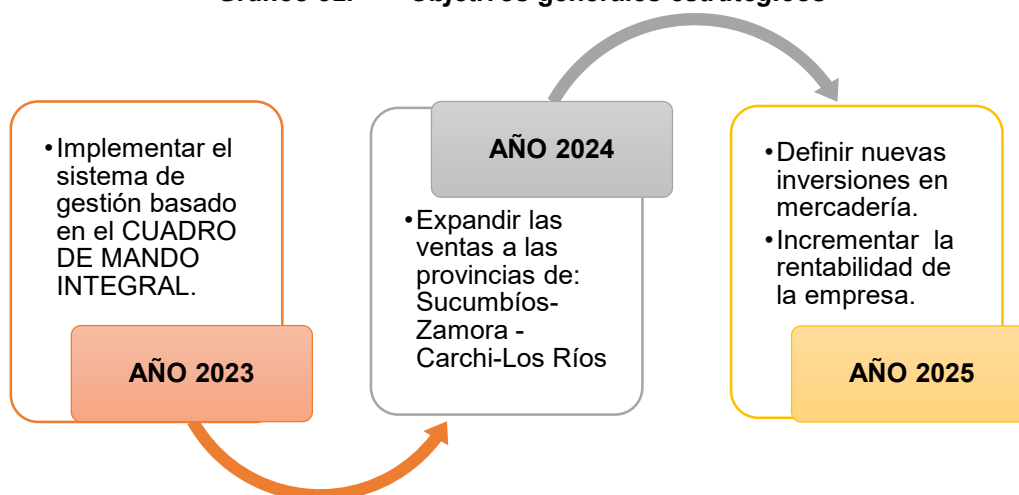 •Implementar el
sistema de
gestión basado
en el CUADRO
DE MANDO
INTEGRAL.
AÑO 2023
AÑO 2024
•Expandir las
ventas a las
provincias de:
Sucumbíos-
Zamora -
Carchi-Los Ríos
•Definir nuevas
inversiones en
mercadería.
•Incrementar la
rentabilidad de
la empresa.
AÑO 2025